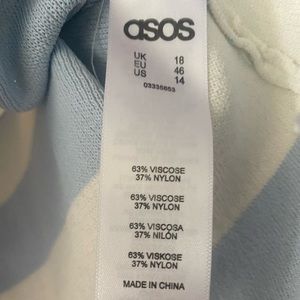 asos
UK 18
EU 46
US 14
03335653
63% VISCOSE
37% NYLON
63% VISCOSE
37% NYLON
63% VISCOSA
37% NILÓN
63% VISKOSE
37% NYLON
MADE IN CHINA